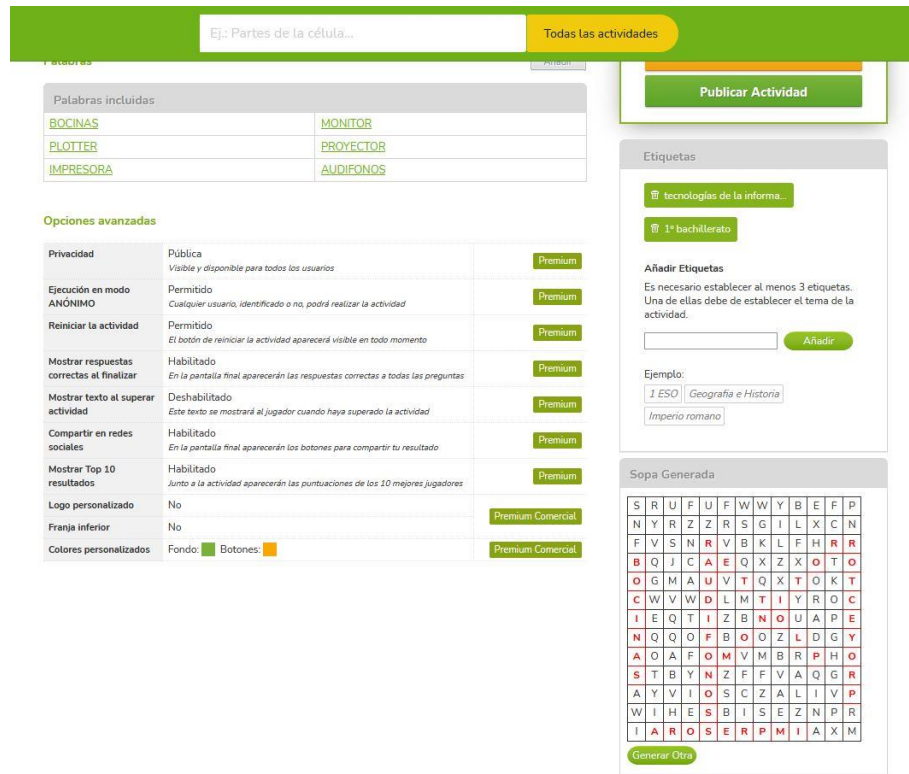 Ej.: Partes de la célula...
Todas las actividades
Palabras
Añadir
Palabras incluidas
BOCINAS
MONITOR
PLOTTER
PROYECTOR
IMPRESORA
AUDIFONOS
Opciones avanzadas
Privacidad
Pública
Visible y disponible para todos los usuarios
Premium
Ejecución en modo
ANÓNIMO
Permitido
Cualquier usuario, identificado o no, podrá realizar la actividad
Premium
Reiniciar la actividad
Permitido
El botón de reiniciar la actividad aparecerá visible en todo momento
Premium
Mostrar respuestas
correctas al finalizar
Habilitado
En la pantalla final aparecerán las respuestas correctas a todas las preguntas
Premium
Mostrar texto al superar
actividad
Deshabilitado
Este texto se mostrará al jugador cuando haya superado la actividad
Premium
Compartir en redes
sociales
Habilitado
En la pantalla final aparecerán los botones para compartir tu resultado
Premium
Mostrar Top 10
resultados
Habilitado
Junto a la actividad aparecerán las puntuaciones de los 10 mejores jugadores
Premium
Logo personalizado
No
Premium Comercial
Franja inferior
No
Colores personalizados
Fondo: Botones:
Premium Comercial
Publicar Actividad
Etiquetas
tecnologías de la informa...
1º bachillerato
Añadir Etiquetas
Es necesario establecer al menos 3 etiquetas.
Una de ellas debe de establecer el tema de la
actividad.
Añadir
Ejemplo:
1 ESO Geografia e Historia
Imperio romano
Sopa Generada
S R U F U F W W Y B E F P
N Y R Z Z R S G I L X C N
F V S N R V B K L F H R R
B Q J C A E Q X Z X O T O
O G M A U V T Q X T O K T
C W V W D L M T I Y R O C
I E Q T I Z B N O U A P E
N Q Q O F B O O Z L D G Y
A O A F O M V M B R P H O
S T B Y N Z F F V A Q G R
A Y V I O S C Z A L I V P
W I H E S B I S E Z N P R
I A R O S E R P M I A X M
Generar Otra